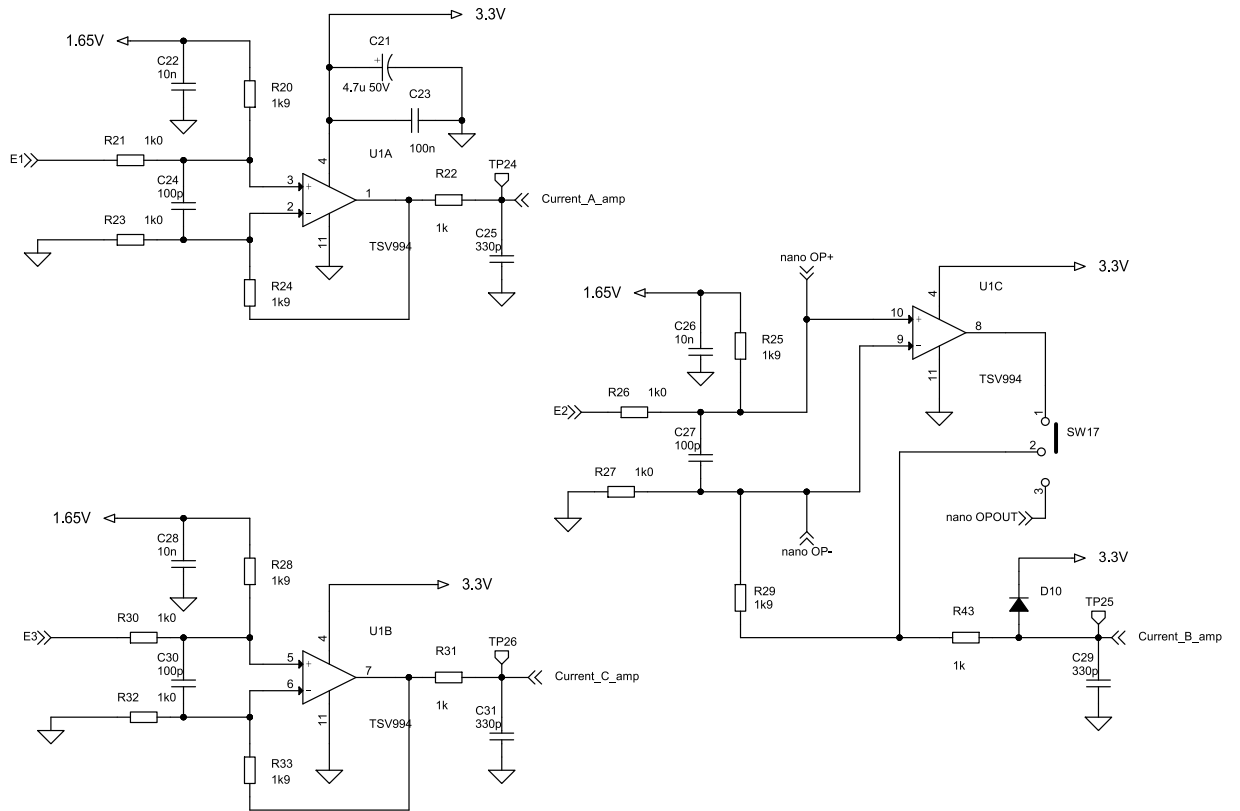 3.3V
1.65V
C21
4.7u 50V
C22
10n
R20
1k9
C23
100n
R21 1k0
E1
U1A
4
C24
100p
3
+
1
2
-
11
TSV994
R22
1k
TP24
Current_A_amp
C25
330p
R23 1k0
R24
1k9
nano OP+
3.3V
U1C
4
1.65V
C26
10n
R25
1k9
10
+
8
9
-
11
TSV994
R26 1k0
E2
C27
100p
R27 1k0
1
SW17
2
3
nano OPOUT
nano OP-
3.3V
D10
R29
1k9
R43
1k
TP25
Current_B_amp
C29
330p
1.65V
C28
10n
R28
1k9
3.3V
R30 1k0
E3
U1B
4
C30
100p
5
+
7
6
-
11
TSV994
R31
1k
TP26
Current_C_amp
C31
330p
R32 1k0
R33
1k9